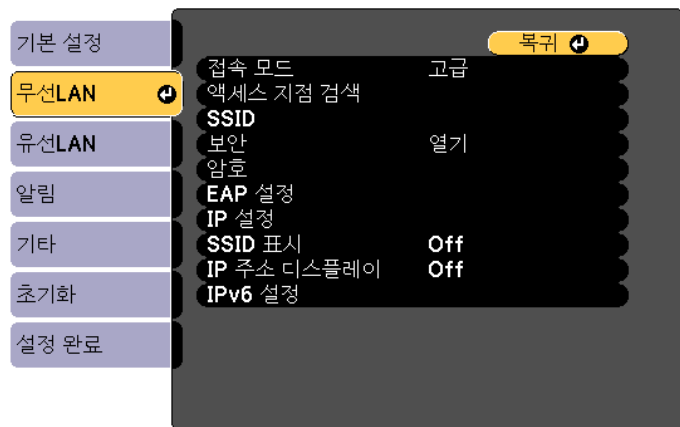 기본 설정
무선LAN
유선LAN
알림
기타
초기화
설정 완료
복귀
접속 모드 고급
액세스 지점 검색
SSID
보안 열기
암호
EAP 설정
IP 설정
SSID 표시 Off
IP 주소 디스플레이 Off
IPv6 설정